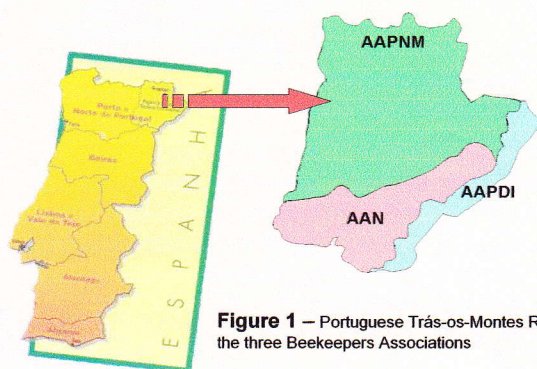 AAPNM
AAPDI
AAN
Porto e
Norte de Portugal
Beiras
Lisboa e
Vale do Tejo
Alentejo
Algarve
ESPANHA
Figure 1 – Portuguese Trás-os-Montes R
the three Beekeepers Associations